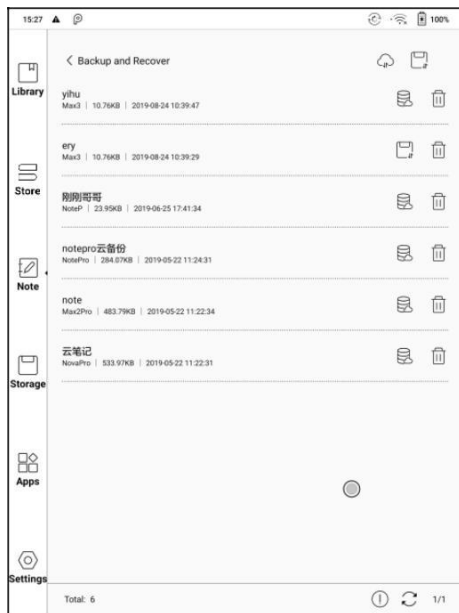 15:27
100%
Backup and Recover
Library
yihu
Max3 | 10.76KB | 2019-08-24 10:39:47
ery
Max3 | 10.76KB | 2019-08-24 10:39:29
Store
刚刚哥哥
NoteP | 23.95KB | 2019-06-25 17:41:34
notepro云备份
NotePro | 284.07KB | 2019-05-22 11:24:31
Note
note
Max2Pro | 483.79KB | 2019-05-22 11:22:34
云笔记
NovaPro | 533.97KB | 2019-05-22 11:22:31
Storage
Apps
Settings
Total: 6
1/1